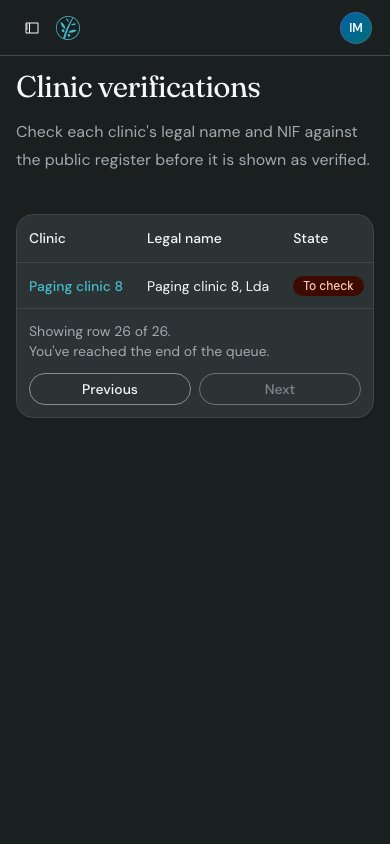 IM
Clinic verifications
Check each clinic's legal name and NIF against
the public register before it is shown as verified.
Clinic Legal name State
Paging clinic 8 Paging clinic 8, Lda To check
Showing row 26 of 26.
You've reached the end of the queue.
Previous Next